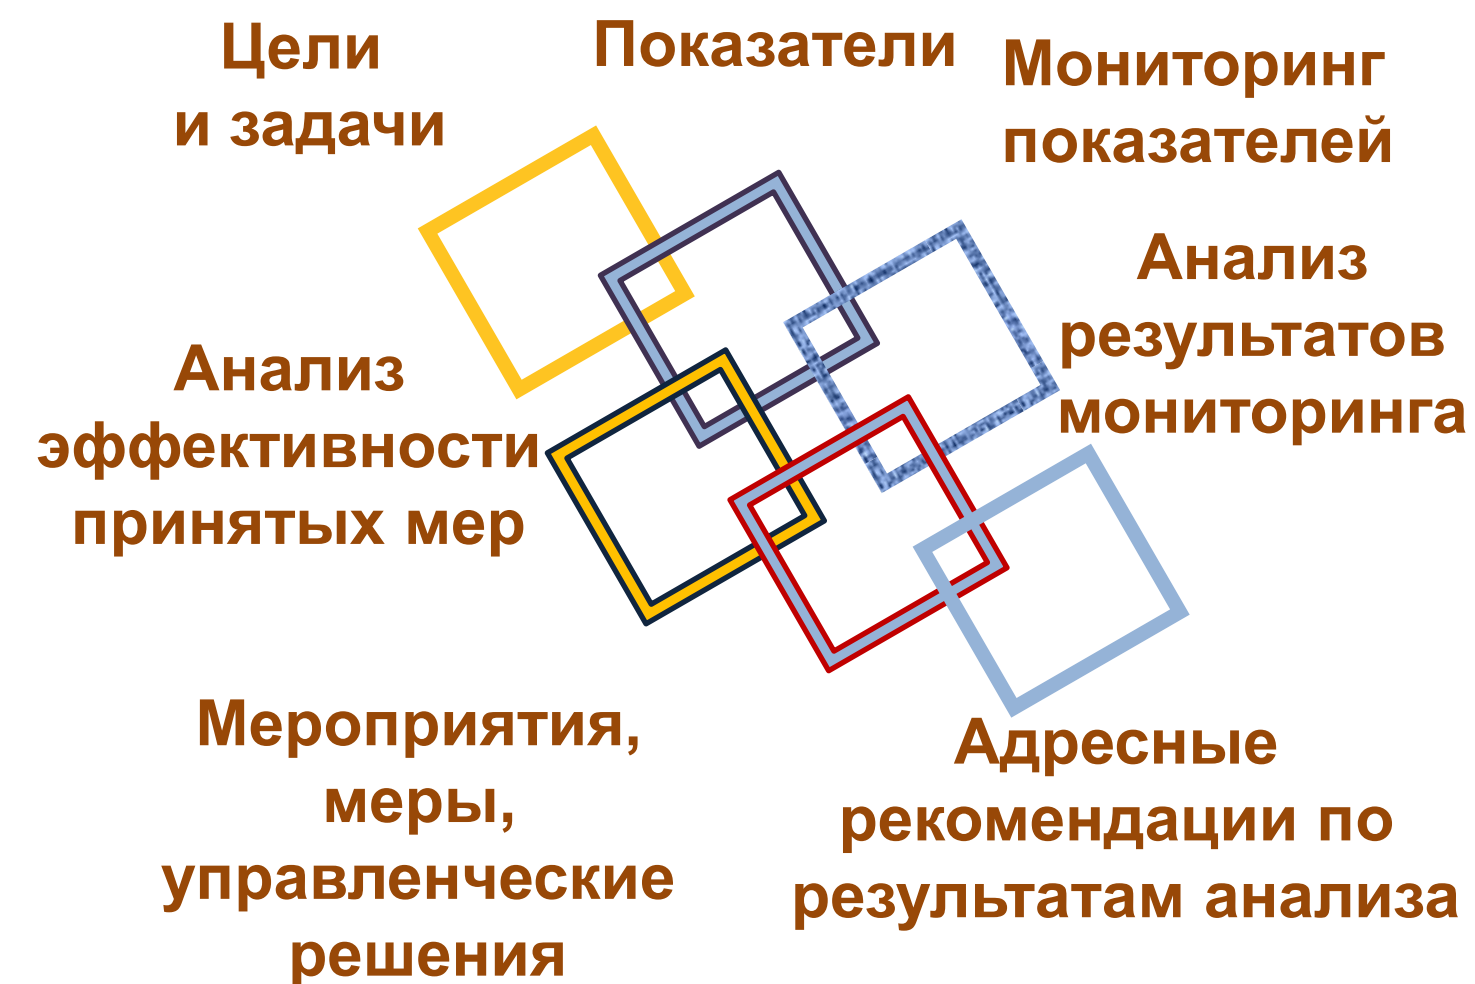 Цели
и задачи
Показатели
Мониторинг
показателей
Анализ
результатов
мониторинга
Адресные
рекомендации по
результатам анализа
Мероприятия,
меры,
управленческие
решения
Анализ
эффективности
принятых мер